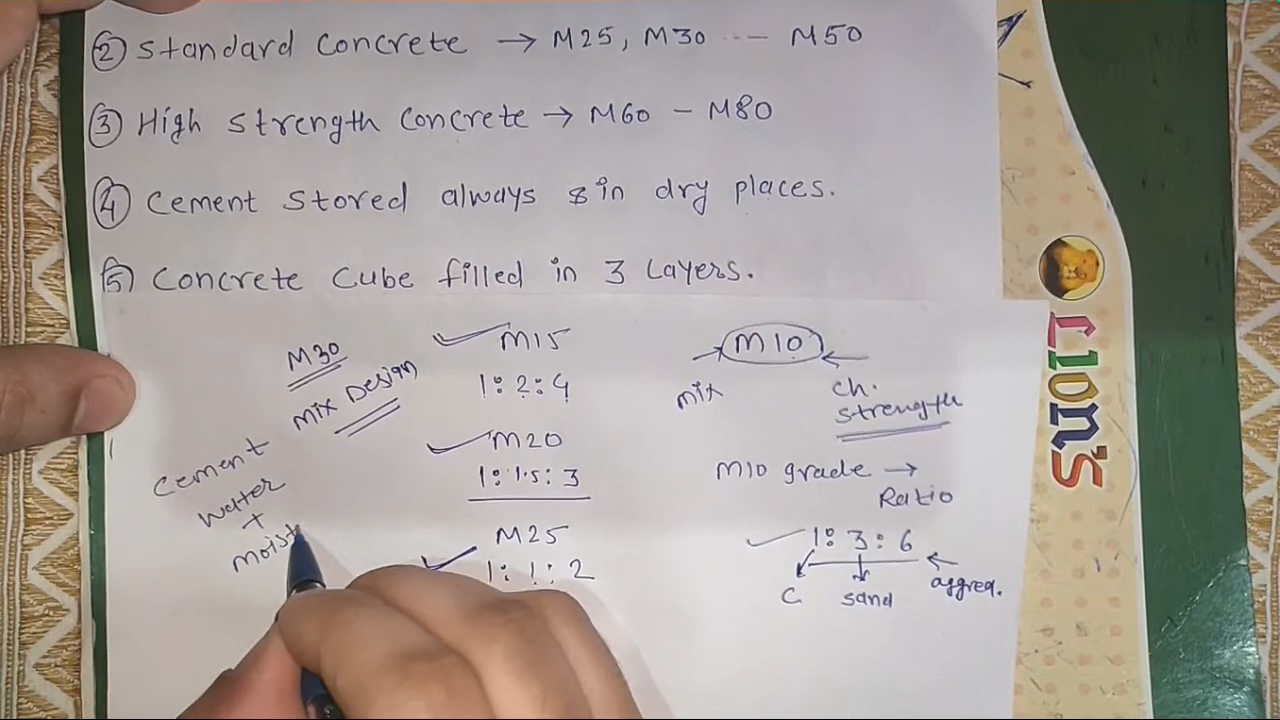 ② Standard Concrete → M25, M30 --- M50
③ High Strength Concrete → M60 - M80
④ Cement Stored always in dry places.
⑤ Concrete Cube filled in 3 Layers.
M30
Mix Design
Cement
water
+
moist
M15
1:2:4
M20
1:1.5:3
M25
1:1:2
M10
mix
ch.
strength
M10 grade →
Ratio
1:3:6
C
sand
aggreg.
Lion's